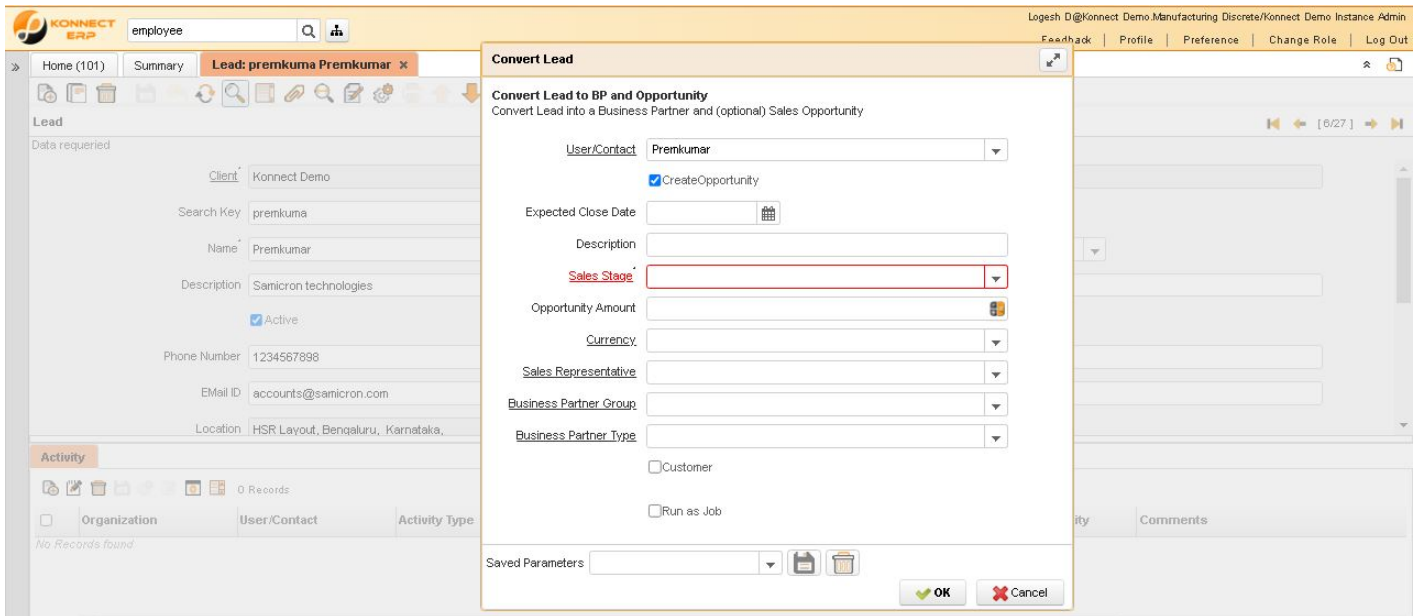 Logesh D@Konnect Demo.Manufacturing Discrete/Konnect Demo Instance Admin
KONNECT
ERP
employee
Feedback | Profile | Preference | Change Role | Log Out
Home (101)
Summary
Lead: premkuma Premkumar
Lead
[6/27]
Data requeried
Client
Konnect Demo
Search Key
premkuma
Name
Premkumar
Description
Samicron technologies
Active
Phone Number
1234567898
EMail ID
accounts@samicron.com
Location
HSR Layout, Bengaluru, Karnataka,
Activity
0 Records
Organization
User/Contact
Activity Type
ity
Comments
No Records found
Convert Lead
Convert Lead to BP and Opportunity
Convert Lead into a Business Partner and (optional) Sales Opportunity
User/Contact
Premkumar
CreateOpportunity
Expected Close Date
Description
Sales Stage
Opportunity Amount
Currency
Sales Representative
Business Partner Group
Business Partner Type
Customer
Run as Job
Saved Parameters
OK
Cancel